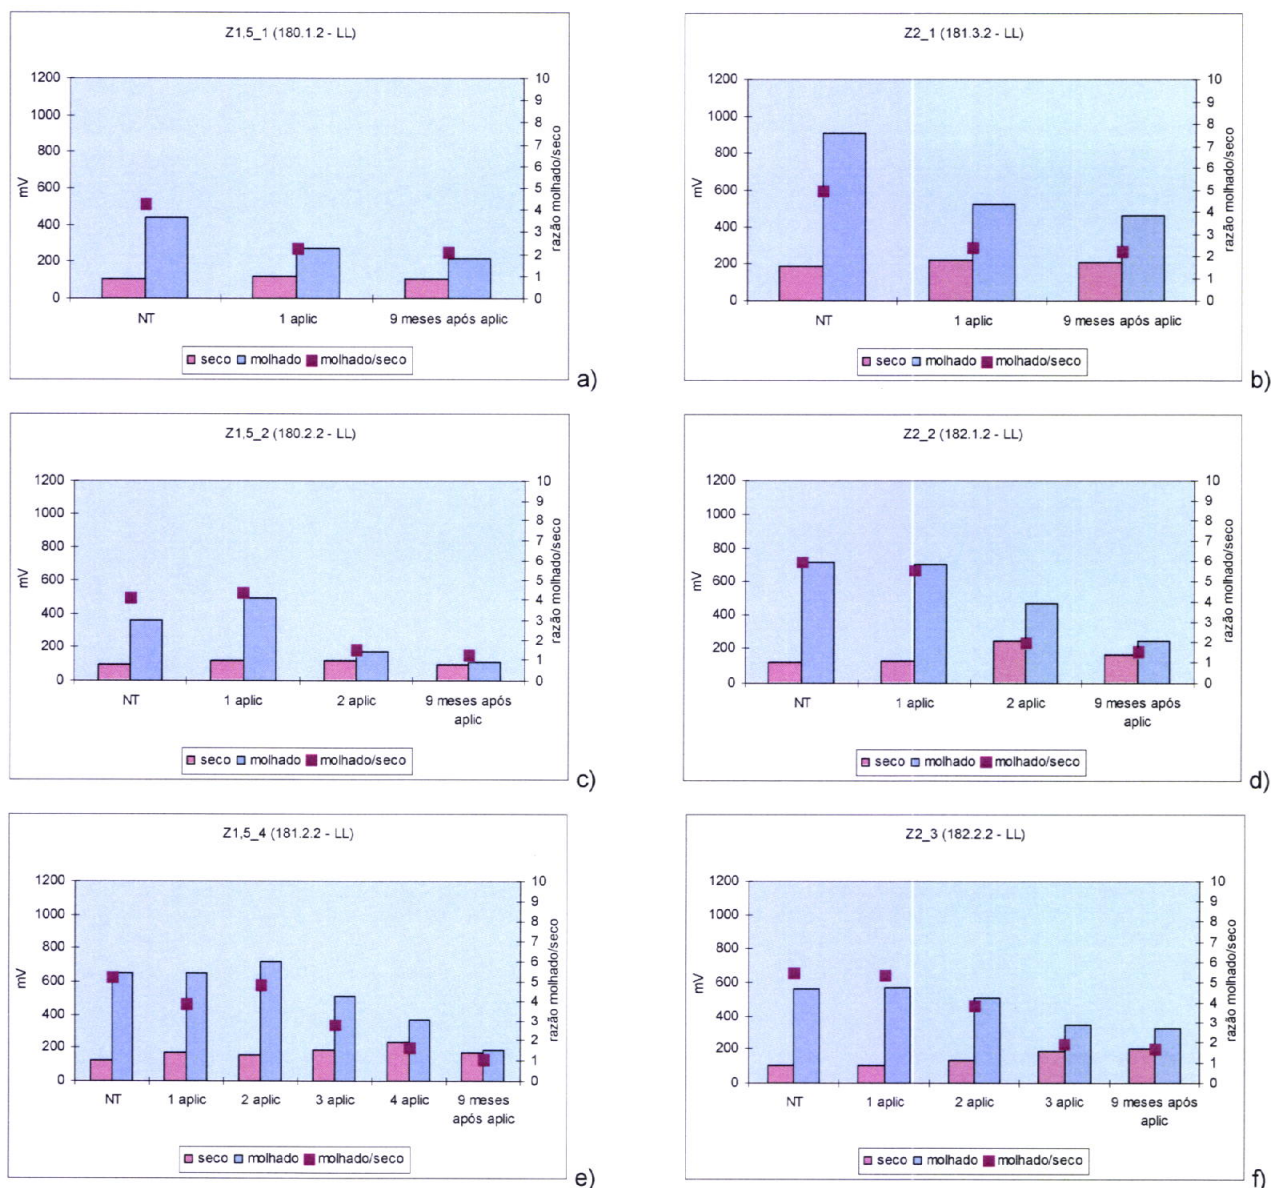 Z1,5_1 (180.1.2 - LL)
1200
1000
800
600
400
200
0
mV
10
9
8
7
6
5
4
3
2
1
0
razão molhado/seco
NT 1 aplic 9 meses após aplic
seco molhado molhado/seco
a)
Z2_1 (181.3.2 - LL)
1200
1000
800
600
400
200
0
mV
10
9
8
7
6
5
4
3
2
1
0
razão molhado/seco
NT 1 aplic 9 meses após aplic
seco molhado molhado/seco
b)
Z1,5_2 (180.2.2 - LL)
1200
1000
800
600
400
200
0
mV
10
9
8
7
6
5
4
3
2
1
0
razão molhado/seco
NT 1 aplic 2 aplic 9 meses após
aplic
seco molhado molhado/seco
c)
Z2_2 (182.1.2 - LL)
1200
1000
800
600
400
200
0
mV
10
9
8
7
6
5
4
3
2
1
0
razão molhado/seco
NT 1 aplic 2 aplic 9 meses após
aplic
seco molhado molhado/seco
d)
Z1,5_4 (181.2.2 - LL)
1200
1000
800
600
400
200
0
mV
10
9
8
7
6
5
4
3
2
1
0
razão molhado/seco
NT 1 aplic 2 aplic 3 aplic 4 aplic 9 meses
após aplic
seco molhado molhado/seco
e)
Z2_3 (182.2.2 - LL)
1200
1000
800
600
400
200
0
mV
10
9
8
7
6
5
4
3
2
1
0
razão molhado/seco
NT 1 aplic 2 aplic 3 aplic 9 meses
após aplic
seco molhado molhado/seco
f)